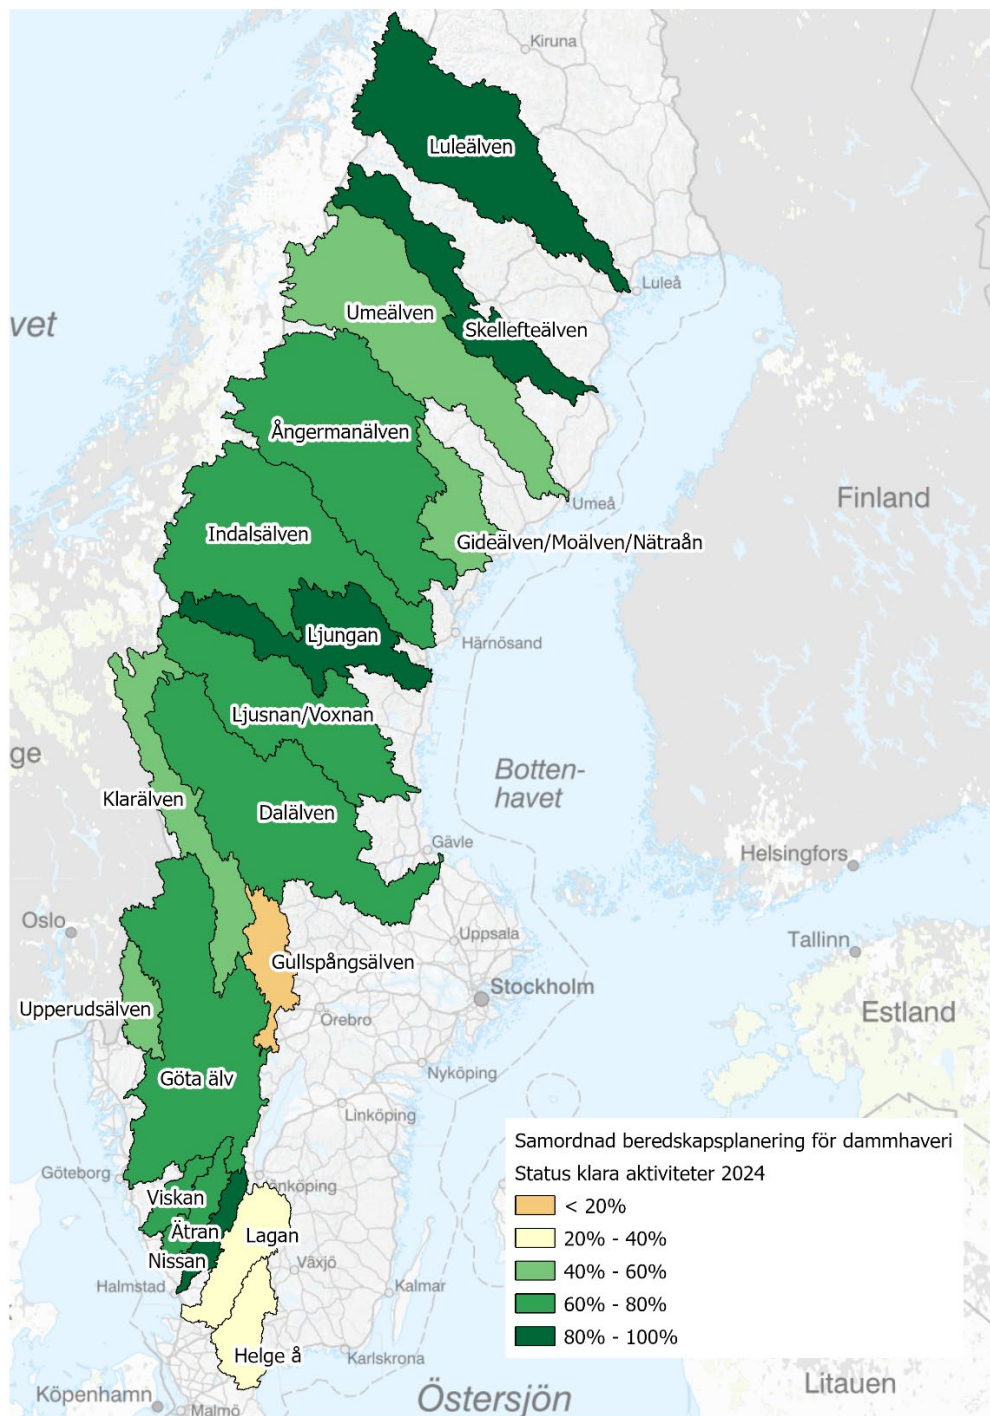 Kiruna
Luleälven
Luleå
vet
Umeälven
Skellefteälven
Ångermanälven
Umeå
Finland
Indalsälven
Gideälven/Moälven/Nätraån
Ljungan
Härnösand
Ljusnan/Voxnan
ge
Botten-
havet
Klarälven
Dalälven
Gävle
Helsingfors
Oslo
Uppsala
Tallinn
Gullspångsälven
Stockholm
Upperudsälven
Örebro
Estland
Göta älv
Nyköping
Linköping
Samordnad beredskapsplanering för dammhaveri
Status klara aktiviteter 2024
< 20%
20% - 40%
40% - 60%
60% - 80%
80% - 100%
Göteborg
Jönköping
Viskan
Ätran
Lagan
Nissan
Växjö
Halmstad
Kalmar
Helge å
Karlskrona
Köpenhamn
Malmö
Östersjön
Litauen